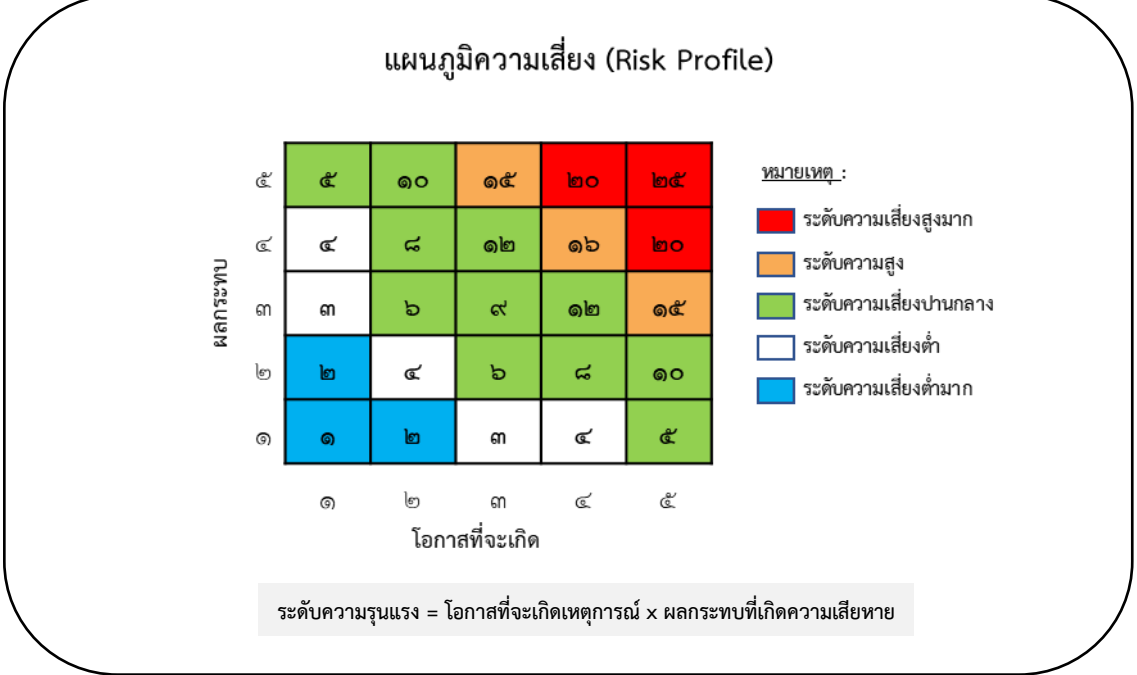 แผนภูมิความเสี่ยง (Risk Profile)
๕ ๕ ๑๐ ๑๕ ๒๐ ๒๕
๔ ๔ ๘ ๑๒ ๑๖ ๒๐
๓ ๓ ๖ ๙ ๑๒ ๑๕
๒ ๒ ๔ ๖ ๘ ๑๐
๑ ๑ ๒ ๓ ๔ ๕
๑ ๒ ๓ ๔ ๕
ผลกระทบ
โอกาสที่จะเกิด
หมายเหตุ :
ระดับความเสี่ยงสูงมาก
ระดับความสูง
ระดับความเสี่ยงปานกลาง
ระดับความเสี่ยงต่ำ
ระดับความเสี่ยงต่ำมาก
ระดับความรุนแรง = โอกาสที่จะเกิดเหตุการณ์ x ผลกระทบที่เกิดความเสียหาย